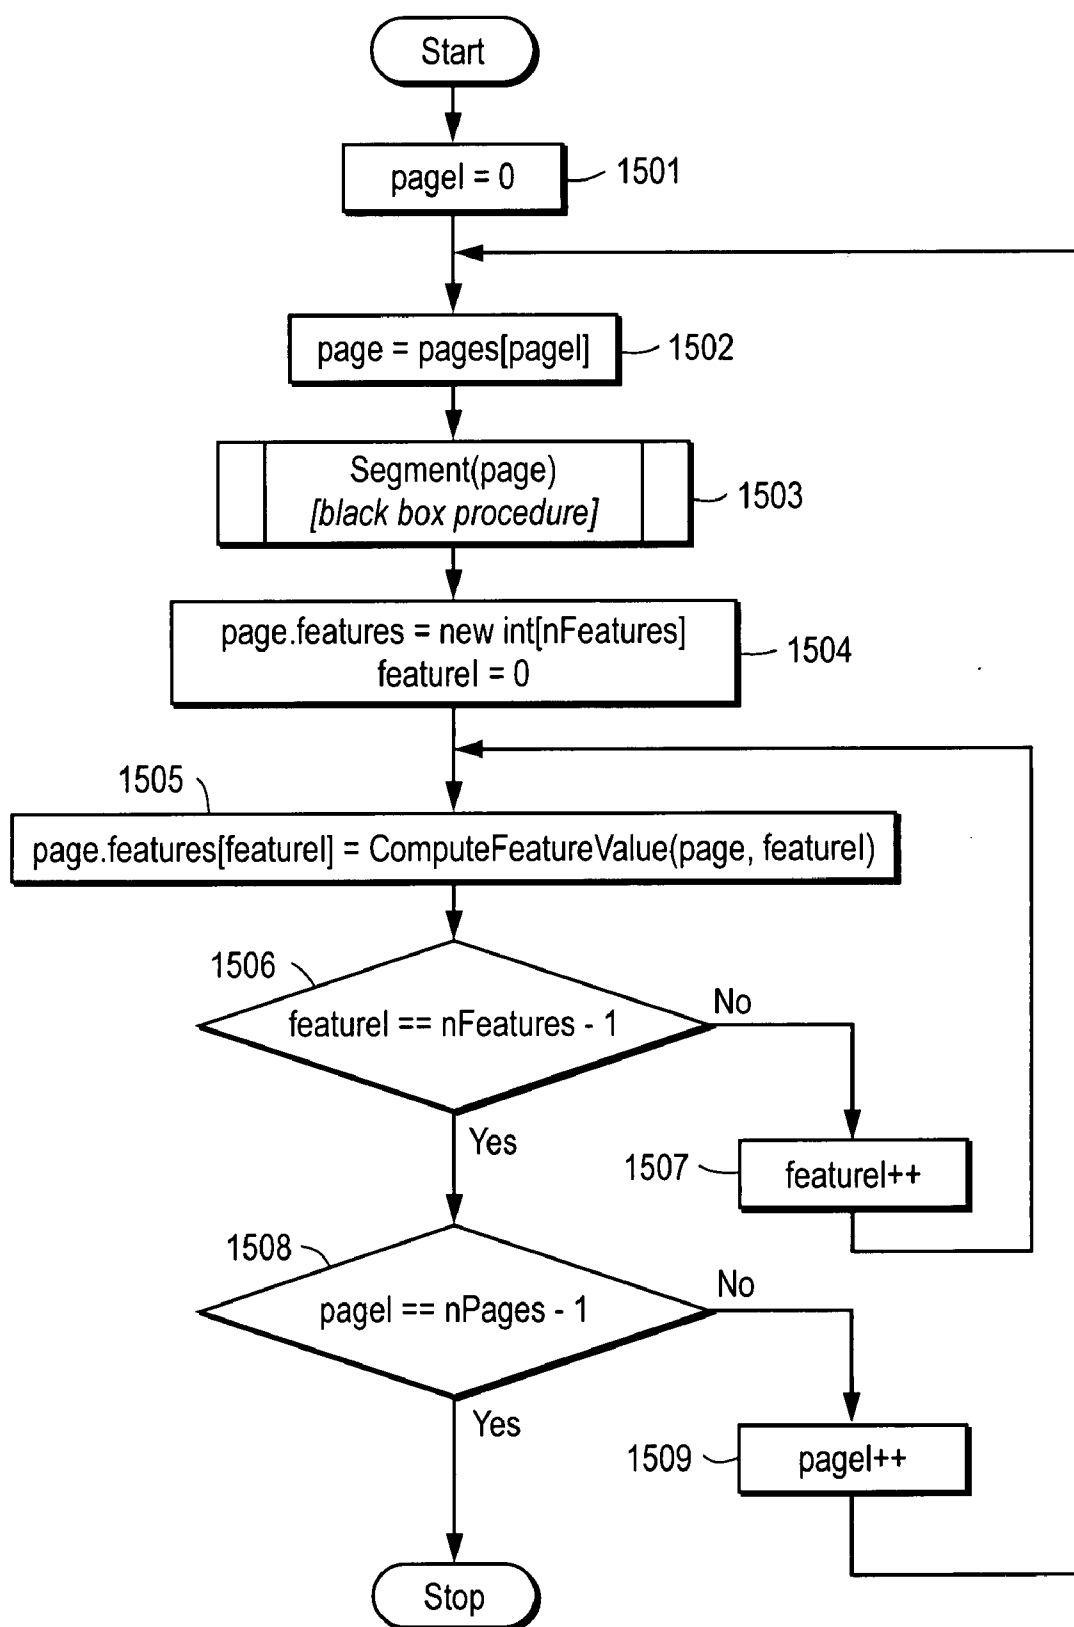 Start
pageI = 0
1501
page = pages[pageI]
1502
Segment(page)
[black box procedure]
1503
page.features = new int[nFeatures]
featureI = 0
1504
1505
page.features[featureI] = ComputeFeatureValue(page, featureI)
1506
featureI == nFeatures - 1
No
Yes
1507
featureI++
1508
pageI == nPages - 1
No
Yes
1509
pageI++
Stop